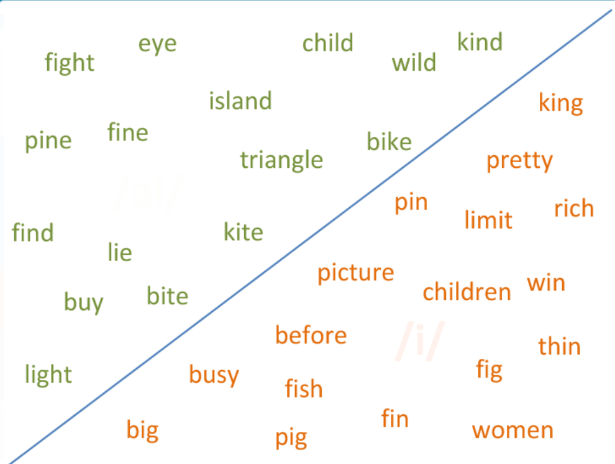 eye
child
kind
fight
wild
island
king
pine
fine
bike
triangle
pretty
/ai/
pin
rich
limit
find
kite
lie
picture
children
win
buy
bite
before
/i/
thin
light
busy
fig
fish
fin
big
pig
women